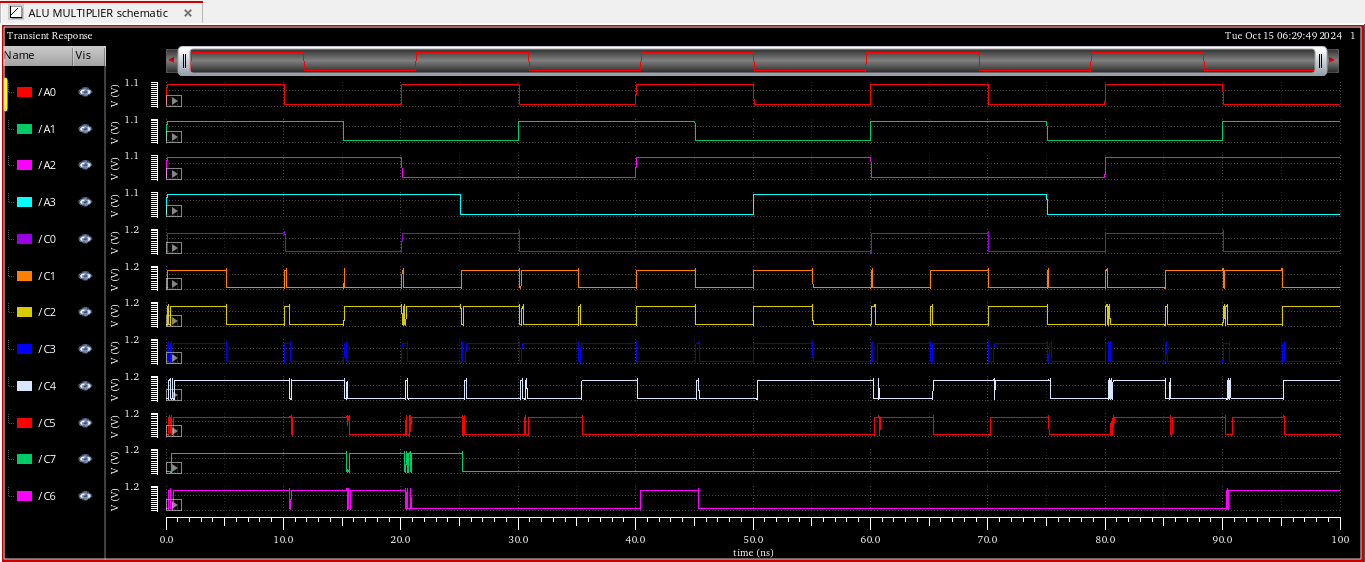 ALU MULTIPLIER schematic ×
Transient Response Tue Oct 15 06:29:49 2024 1
Name Vis
/A0 V (V) 1.1
/A1 V (V) 1.1
/A2 V (V) 1.1
/A3 V (V) 1.1
/C0 V (V) 1.2
/C1 V (V) 1.2
/C2 V (V) 1.2
/C3 V (V) 1.2
/C4 V (V) 1.2
/C5 V (V) 1.2
/C7 V (V) 1.2
/C6 V (V) 1.2
0.0 10.0 20.0 30.0 40.0 50.0 60.0 70.0 80.0 90.0 100
time (ns)